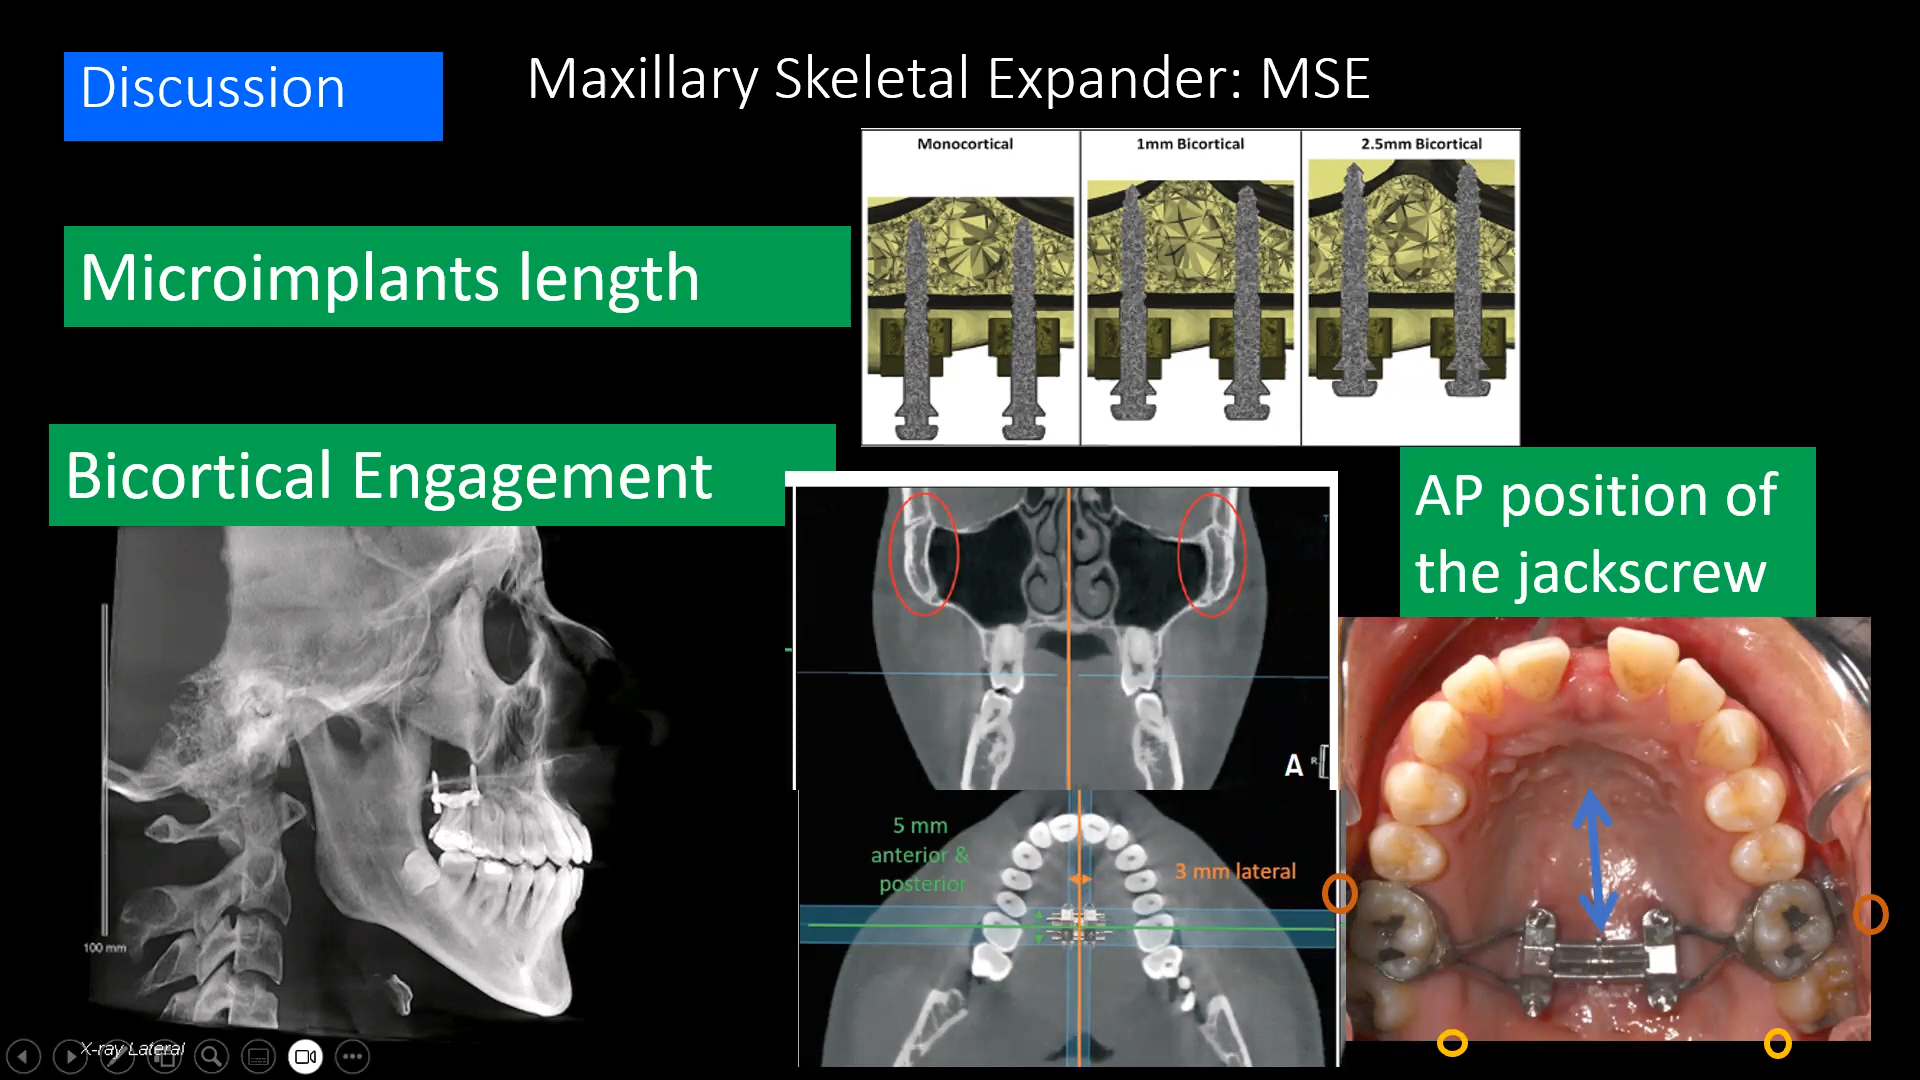 Discussion
Maxillary Skeletal Expander: MSE
Monocortical
1mm Bicortical
2.5mm Bicortical
Microimplants length
Bicortical Engagement
AP position of
the jackscrew
A
R
5 mm
anterior &
posterior
3 mm lateral
100 mm
X-ray Lateral